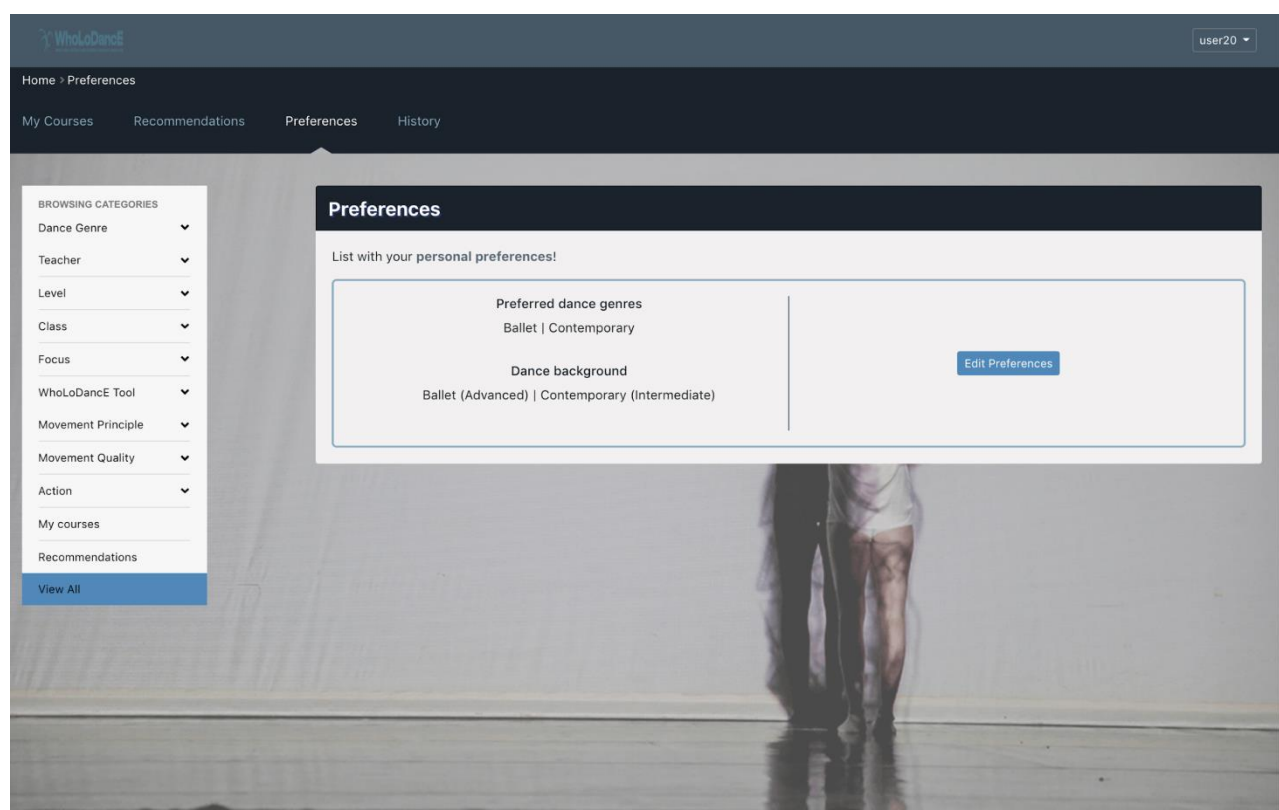 WhoLoDancE
user20
Home > Preferences
My Courses Recommendations Preferences History
BROWSING CATEGORIES
Dance Genre
Teacher
Level
Class
Focus
WhoLoDancE Tool
Movement Principle
Movement Quality
Action
My courses
Recommendations
View All
Preferences
List with your personal preferences!
Preferred dance genres
Ballet | Contemporary
Dance background
Ballet (Advanced) | Contemporary (Intermediate)
Edit Preferences